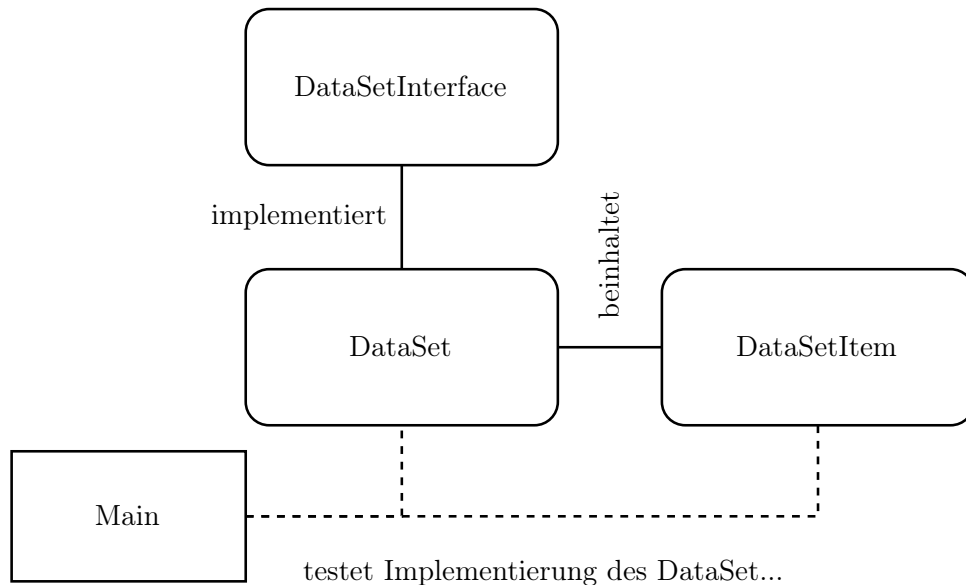 DataSetInterface
implementiert
beinhaltet
DataSet
DataSetItem
Main
testet Implementierung des DataSet...